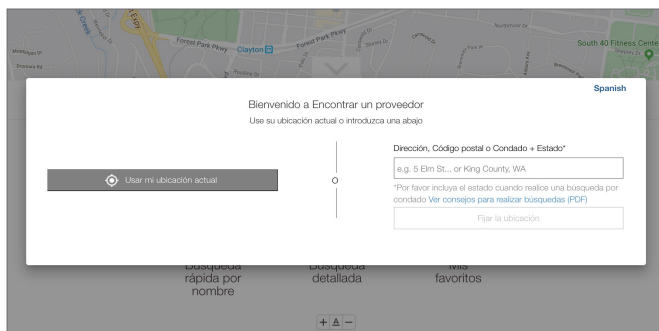 Creek
Expy
Forest Park Pkwy
Clayton
Forest Park Pkwy
South 40 Fitness Cente
Spanish
Bienvenido a Encontrar un proveedor
Use su ubicación actual o introduzca una abajo
Usar mi ubicación actual
O
Dirección, Código postal o Condado + Estado*
e.g. 5 Elm St... or King County, WA
*Por favor incluya el estado cuando realice una búsqueda por
condado Ver consejos para realizar búsquedas (PDF)
Fijar la ubicación
Búsqueda
rápida por
nombre
Búsqueda
detallada
Mis
favoritos
+ A −